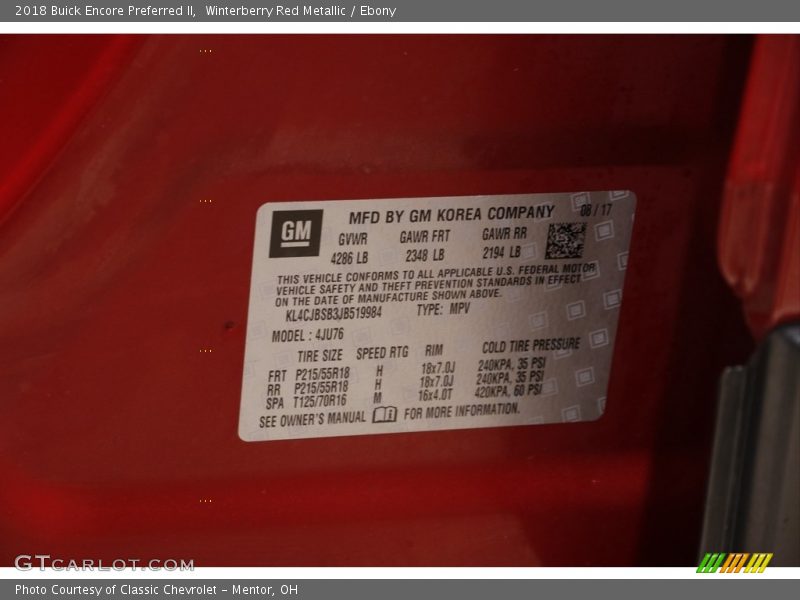 2018 Buick Encore Preferred II,  Winterberry Red Metallic / Ebony
GM
MFD BY GM KOREA COMPANY 08 / 17
GVWR GAWR FRT GAWR RR
4286 LB 2348 LB 2194 LB
THIS VEHICLE CONFORMS TO ALL APPLICABLE U.S. FEDERAL MOTOR
VEHICLE SAFETY AND THEFT PREVENTION STANDARDS IN EFFECT
ON THE DATE OF MANUFACTURE SHOWN ABOVE.
KL4CJBSB3JB519984 TYPE: MPV
MODEL : 4JU76
TIRE SIZE SPEED RTG RIM COLD TIRE PRESSURE
FRT P215/55R18 H 18x7.0J 240KPA, 35 PSI
RR P215/55R18 H 18x7.0J 240KPA, 35 PSI
SPA T125/70R16 M 16x4.0T 420KPA, 60 PSI
SEE OWNER'S MANUAL FOR MORE INFORMATION.
GTCARLOT.COM
Photo Courtesy of Classic Chevrolet - Mentor, OH